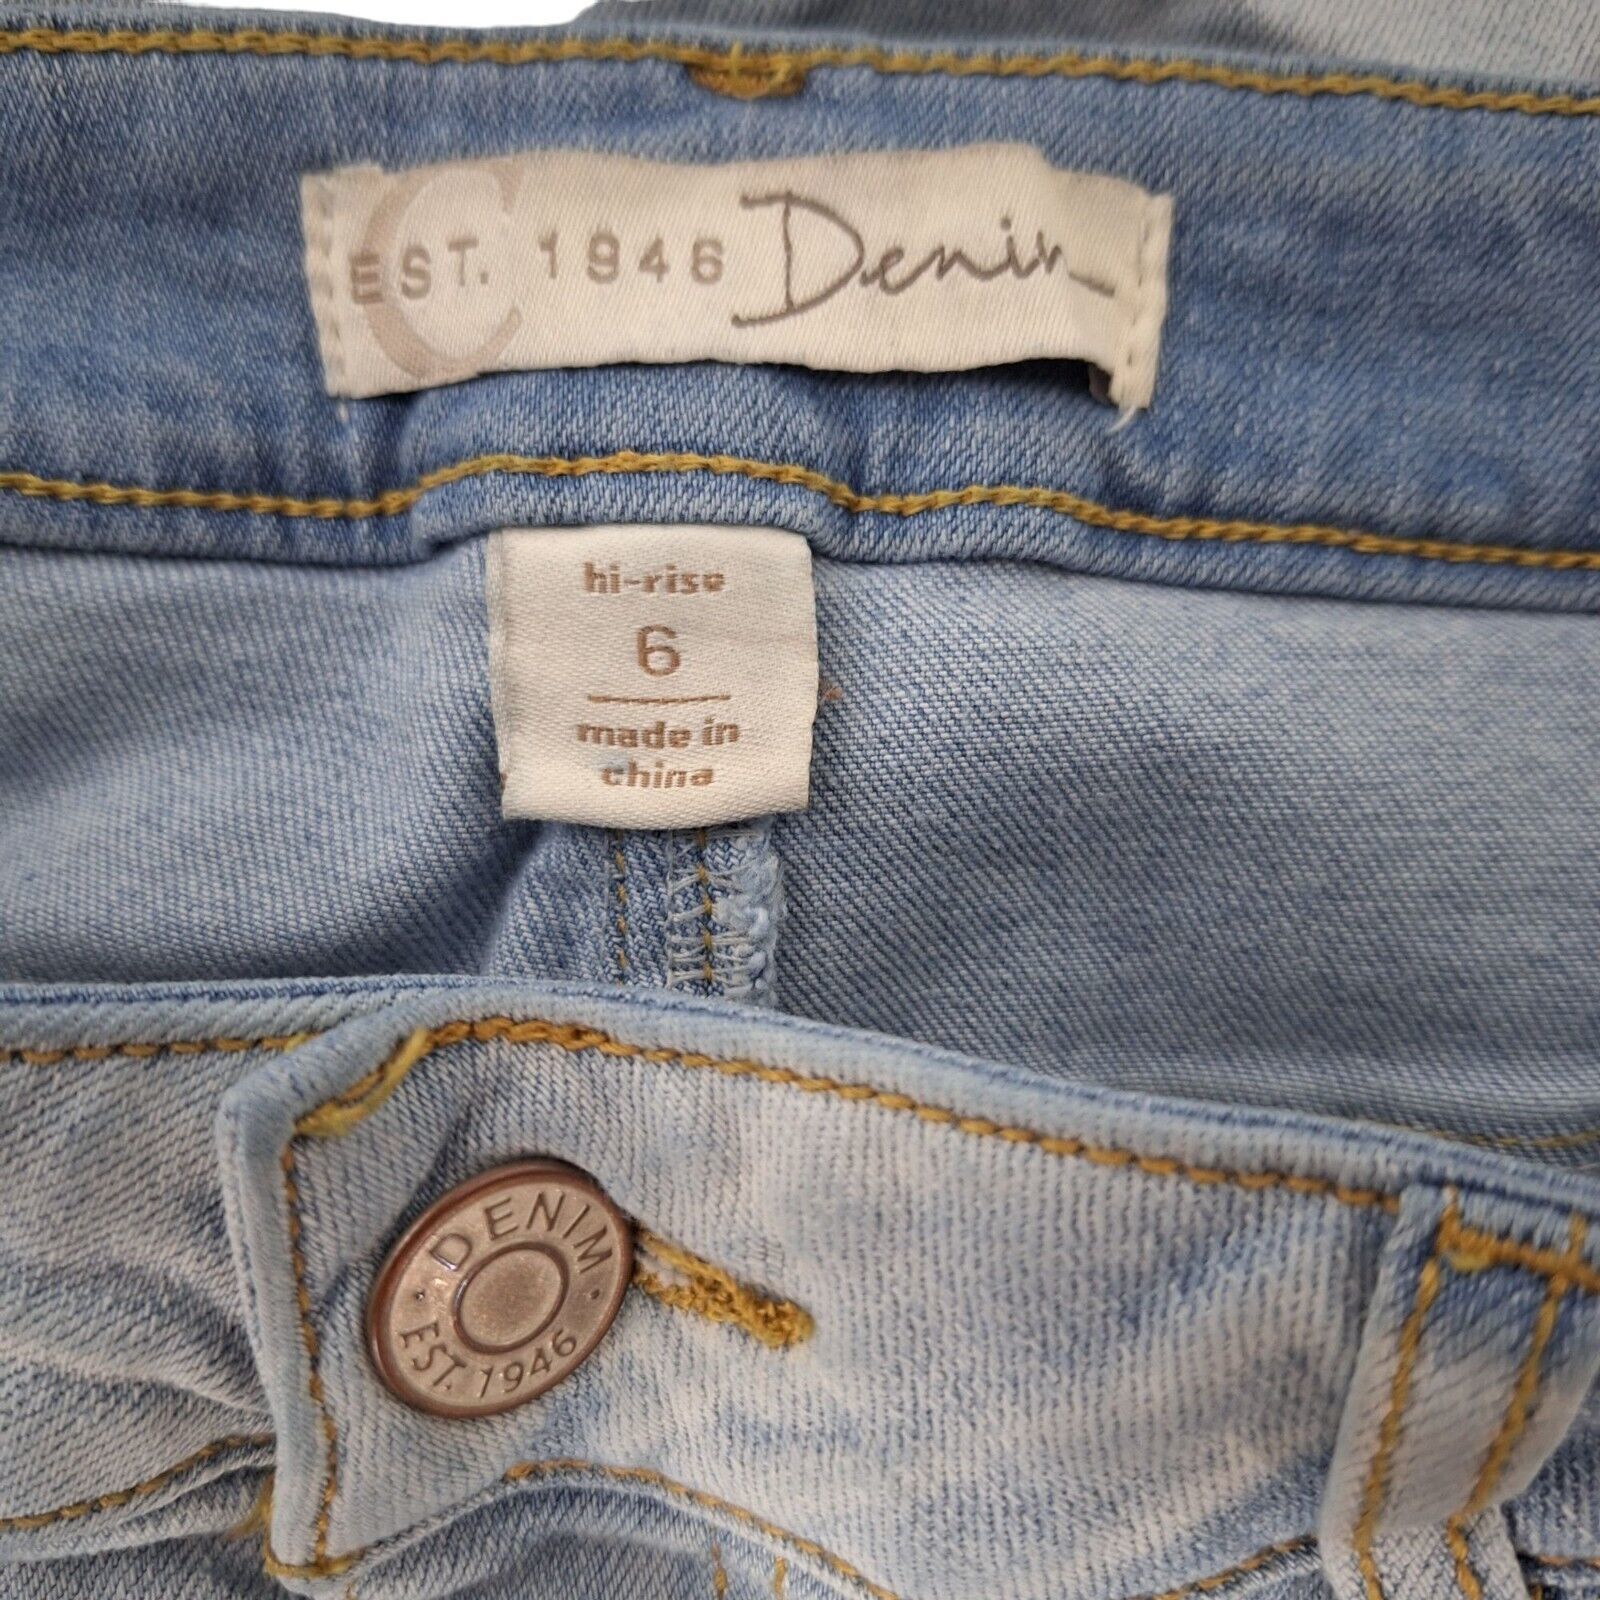 C
EST. 1946 Denim
hi-rise
6
made in
china
· DENIM ·
EST. 1946